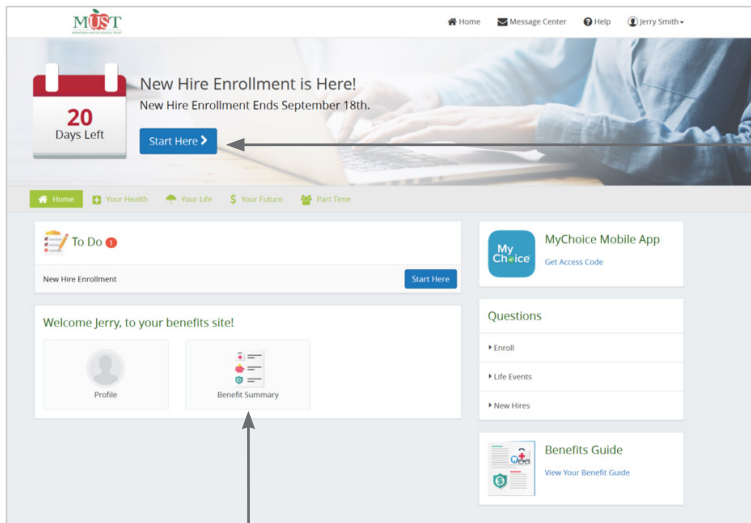 MUST
Home Message Center Help Jerry Smith
New Hire Enrollment is Here!
New Hire Enrollment Ends September 18th.
20
Days Left
Start Here
Home Your Health Your Life Your Future Part Time
To Do 1
New Hire Enrollment
Start Here
Welcome Jerry, to your benefits site!
Profile
Benefit Summary
My
Choice
MyChoice Mobile App
Get Access Code
Questions
Enroll
Life Events
New Hires
Benefits Guide
View Your Benefit Guide